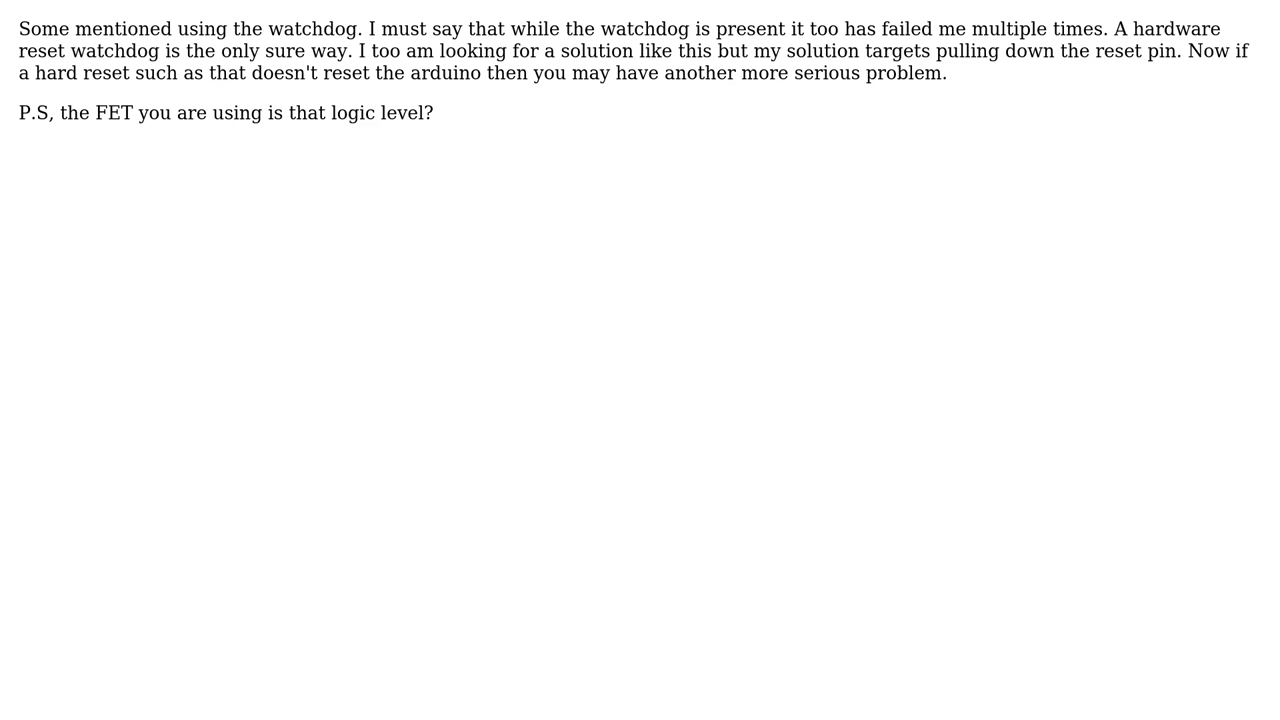 Some mentioned using the watchdog. I must say that while the watchdog is present it too has failed me multiple times. A hardware
reset watchdog is the only sure way. I too am looking for a solution like this but my solution targets pulling down the reset pin. Now if
a hard reset such as that doesn't reset the arduino then you may have another more serious problem.
P.S, the FET you are using is that logic level?